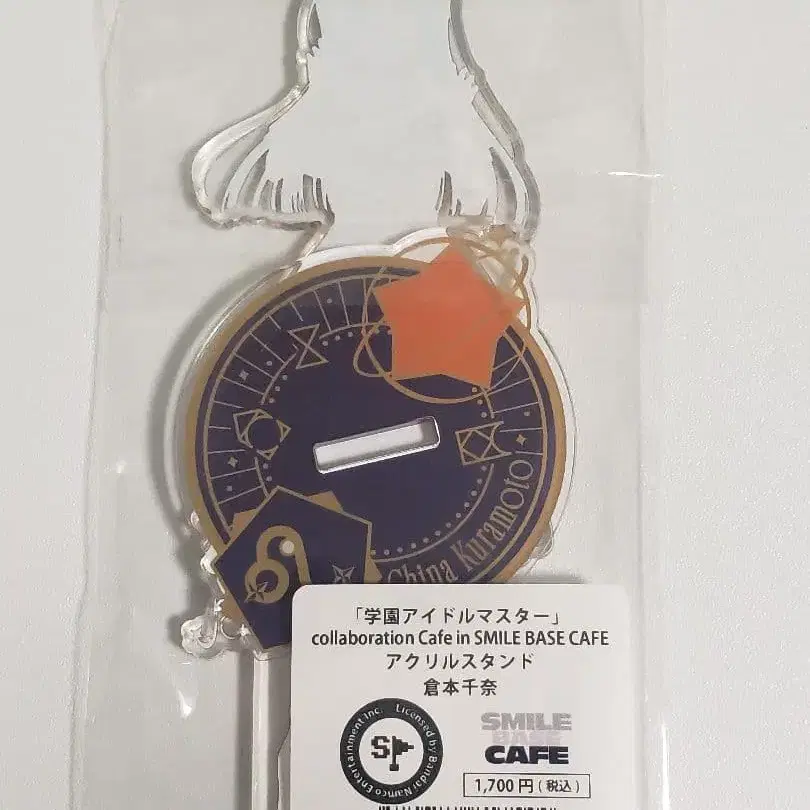 China Kuramoto
「学園アイドルマスター」
collaboration Cafe in SMILE BASE CAFE
アクリルスタンド
倉本千奈
Licensed by Bandai Namco Entertainment Inc.
S
SMILE
BASE
CAFE
1,700円(税込)